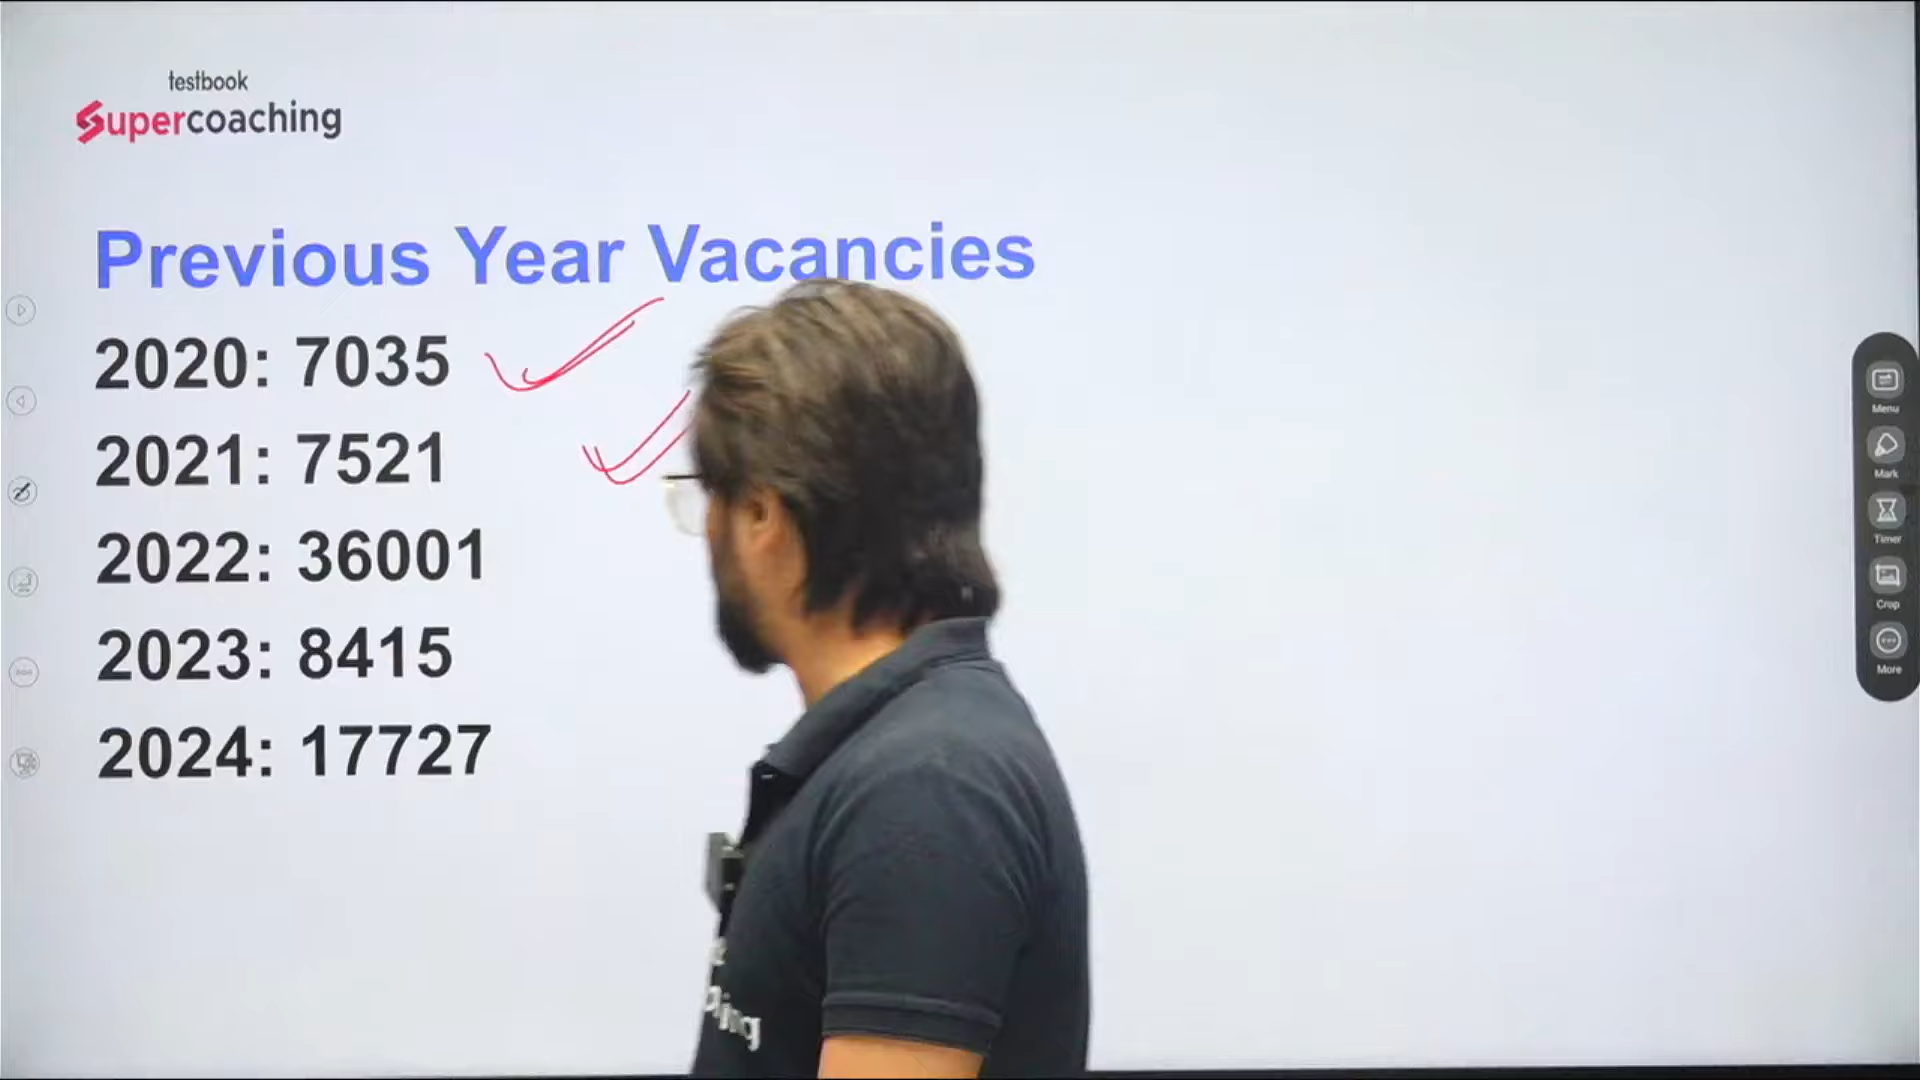 testbook
Supercoaching
Previous Year Vacancies
2020: 7035
2021: 7521
2022: 36001
2023: 8415
2024: 17727
Menu
Mark
Timer
Crop
More